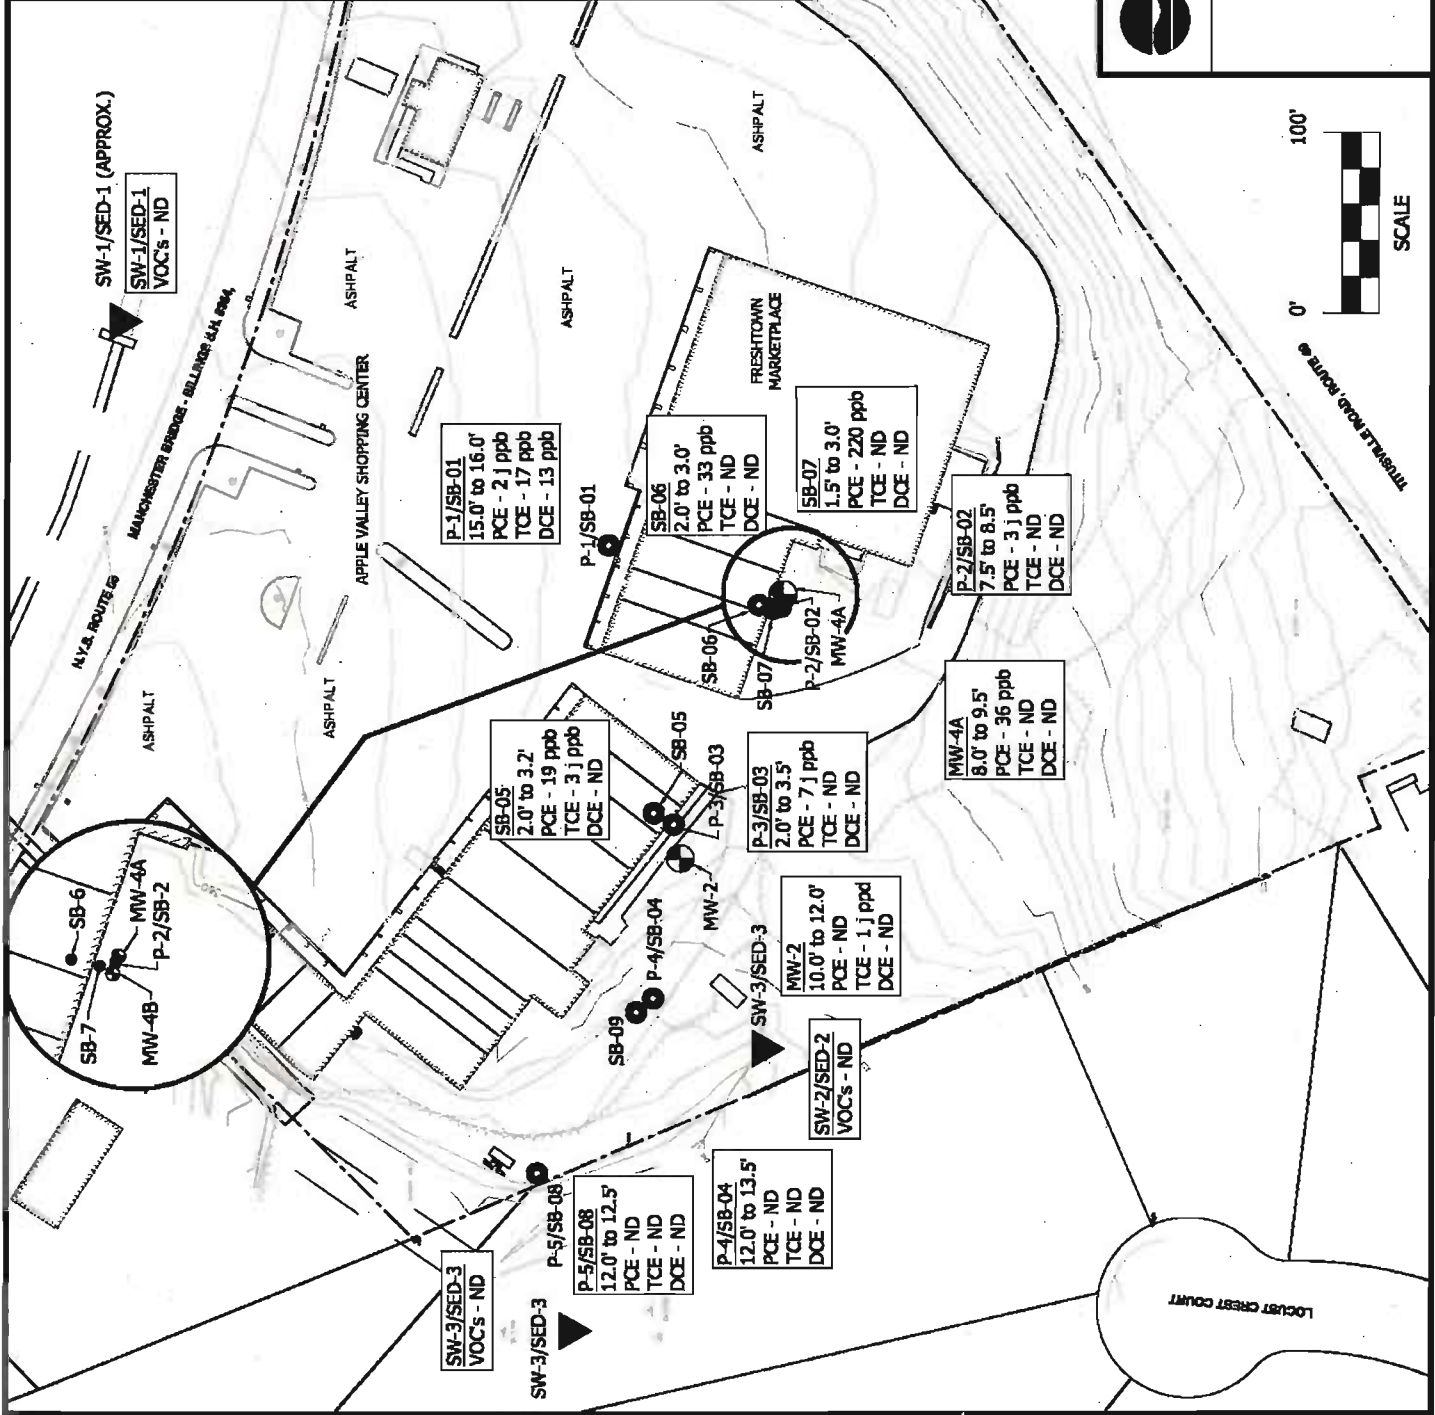 SW-1/SED-1 (APPROX.)
SW-1/SED-1
VOC's - ND
N.Y.S. ROUTE 55
MANCHESTER BRIDGE - BILLINGS S.H.
ASHPALT
ASHPALT
ASHPALT
ASHPALT
ASHPALT
APPLE VALLEY SHOPPING CENTER
P-1/SB-01
15.0' to 16.0'
PCE - 2 j ppb
TCE - 17 ppb
DCE - 13 ppb
P-1/SB-01
SB-06
2.0' to 3.0'
PCE - 33 ppb
TCE - ND
DCE - ND
FRESHTOWN
MARKETPLACE
SB-07
1.5' to 3.0'
PCE - 220 ppb
TCE - ND
DCE - ND
P-2/SB-02
7.5' to 8.5'
PCE - 3 j ppb
TCE - ND
DCE - ND
SB-06
SB-07
P-2/SB-02
MW-4A
MW-4A
8.0' to 9.5'
PCE - 36 ppb
TCE - ND
DCE - ND
SB-05
2.0' to 3.2'
PCE - 19 ppb
TCE - 3 j ppb
DCE - ND
SB-05
P-3/SB-03
P-3/SB-03
2.0' to 3.5'
PCE - 7 j ppb
TCE - ND
DCE - ND
MW-2
MW-2
10.0' to 12.0'
PCE - ND
TCE - 1 j ppd
DCE - ND
SB-6
MW-4A
P-2/SB-2
SB-7
MW-4B
P-4/SB-04
SB-09
SW-3/SED-3
SW-2/SED-2
VOC's - ND
P-4/SB-04
12.0' to 13.5'
PCE - ND
TCE - ND
DCE - ND
P-5/SB-08
P-5/SB-08
12.0' to 12.5'
PCE - ND
TCE - ND
DCE - ND
SW-3/SED-3
VOC's - ND
SW-3/SED-3
LOCUST CREST COURT
TITUSVILLE ROAD, ROUTE 49
0'
100'
SCALE